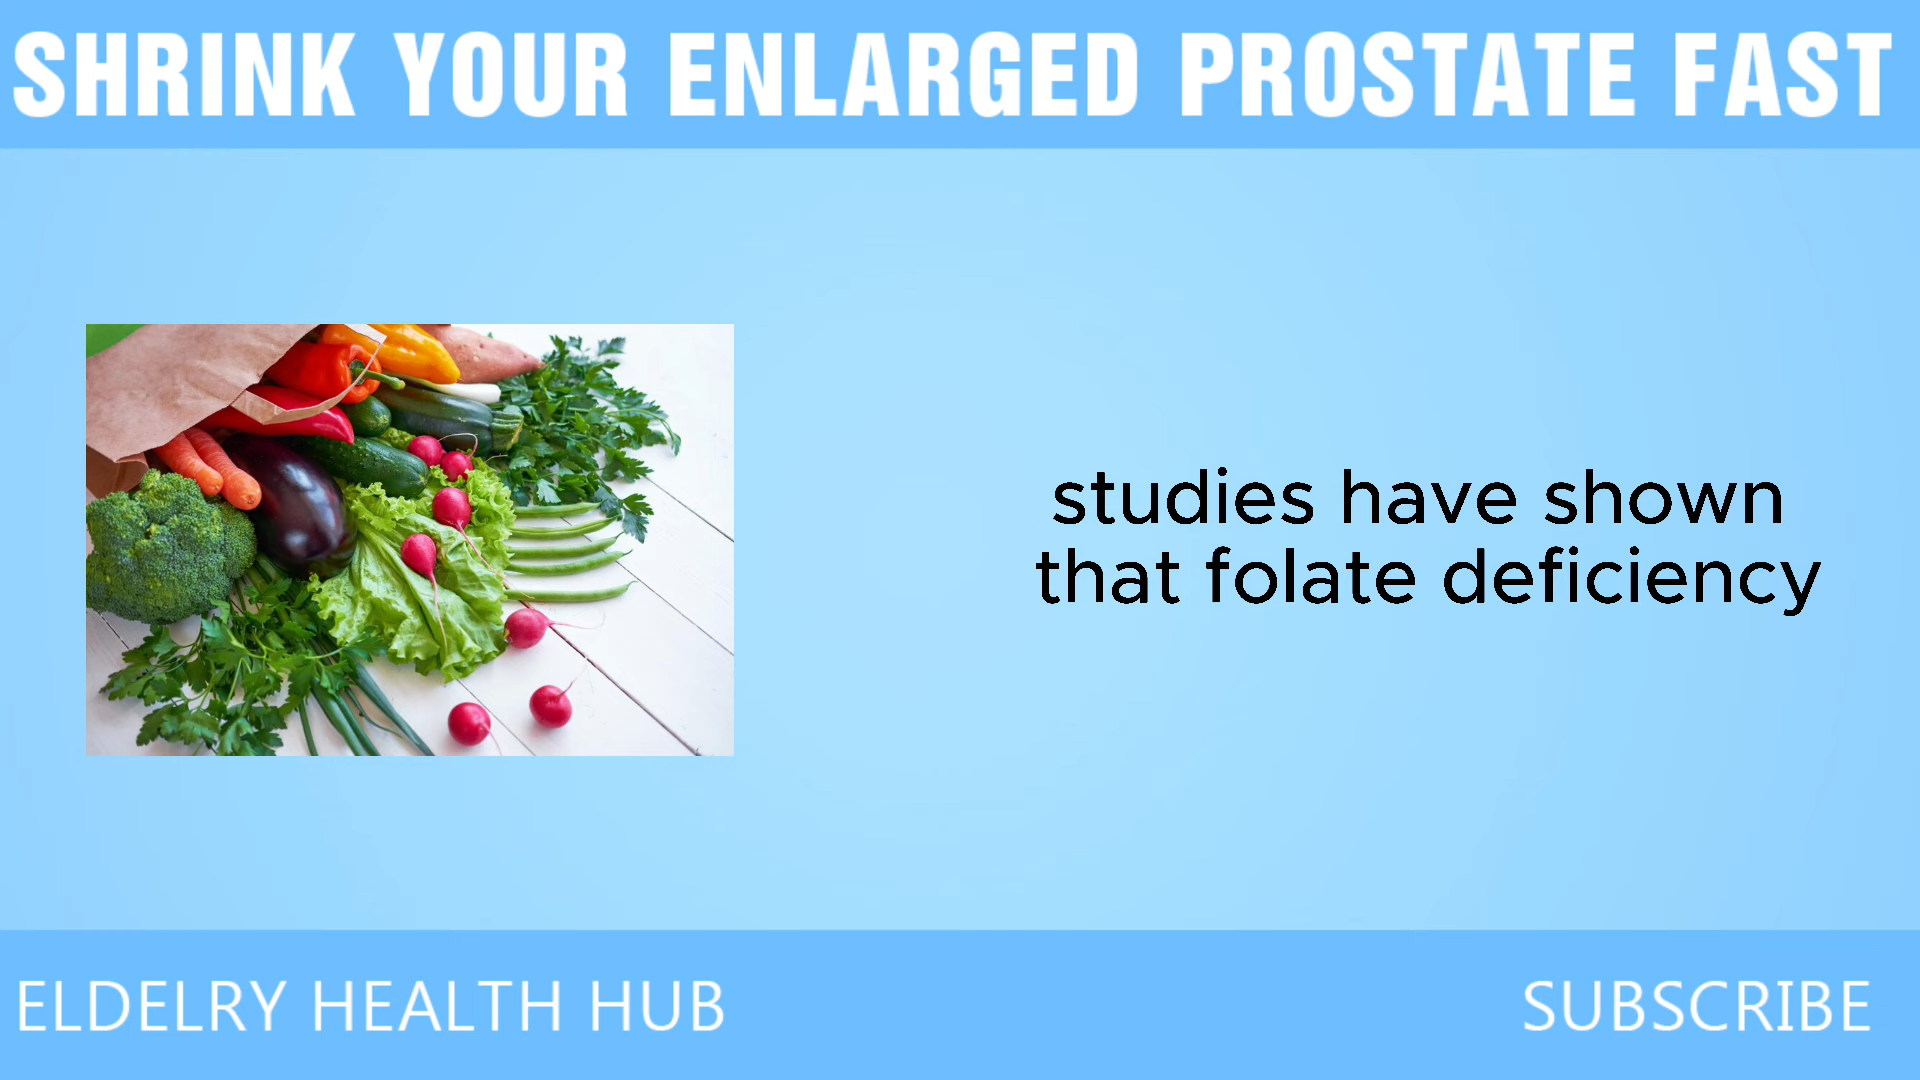 SHRINK YOUR ENLARGED PROSTATE FAST
studies have shown
that folate deficiency
ELDELRY HEALTH HUB
SUBSCRIBE